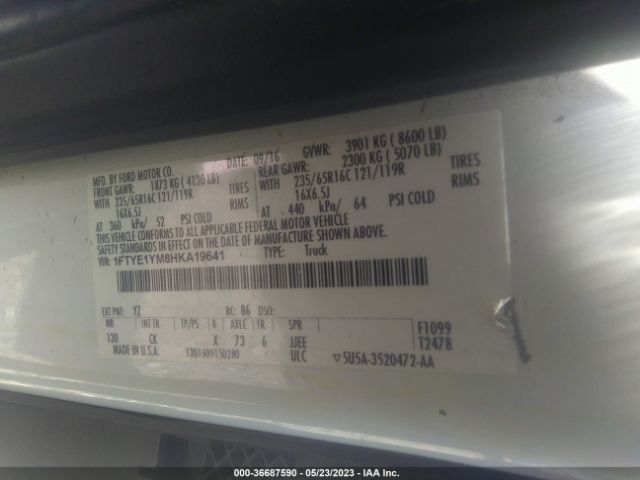 MFD. BY FORD MOTOR CO.
DATE: 09/16 GVWR: 3901 KG ( 8600 LB)
FRONT GAWR: 1873 KG ( 4130 LB) REAR GAWR: 2300 KG ( 5070 LB)
WITH 235/65R16C 121/119R TIRES WITH 235/65R16C 121/119R TIRES
16X6.5J RIMS 16X6.5J RIMS
AT 360 kPa/ 52 PSI COLD AT 440 kPa/ 64 PSI COLD
THIS VEHICLE CONFORMS TO ALL APPLICABLE FEDERAL MOTOR VEHICLE
SAFETY STANDARDS IN EFFECT ON THE DATE OF MANUFACTURE SHOWN ABOVE.
VIN: 1FTYE1YM8HKA19641 TYPE: Truck
EXT PNT: YZ RC: 86 DSO:
WB INT TR TP/PS R AXLE TR SPR F1099
130 CK X 73 6 JJEE T2478
MADE IN U.S.A. 1201609150280 ULC ▽5U5A-3520472-AA
000-36687590 - 05/23/2023 - IAA Inc.